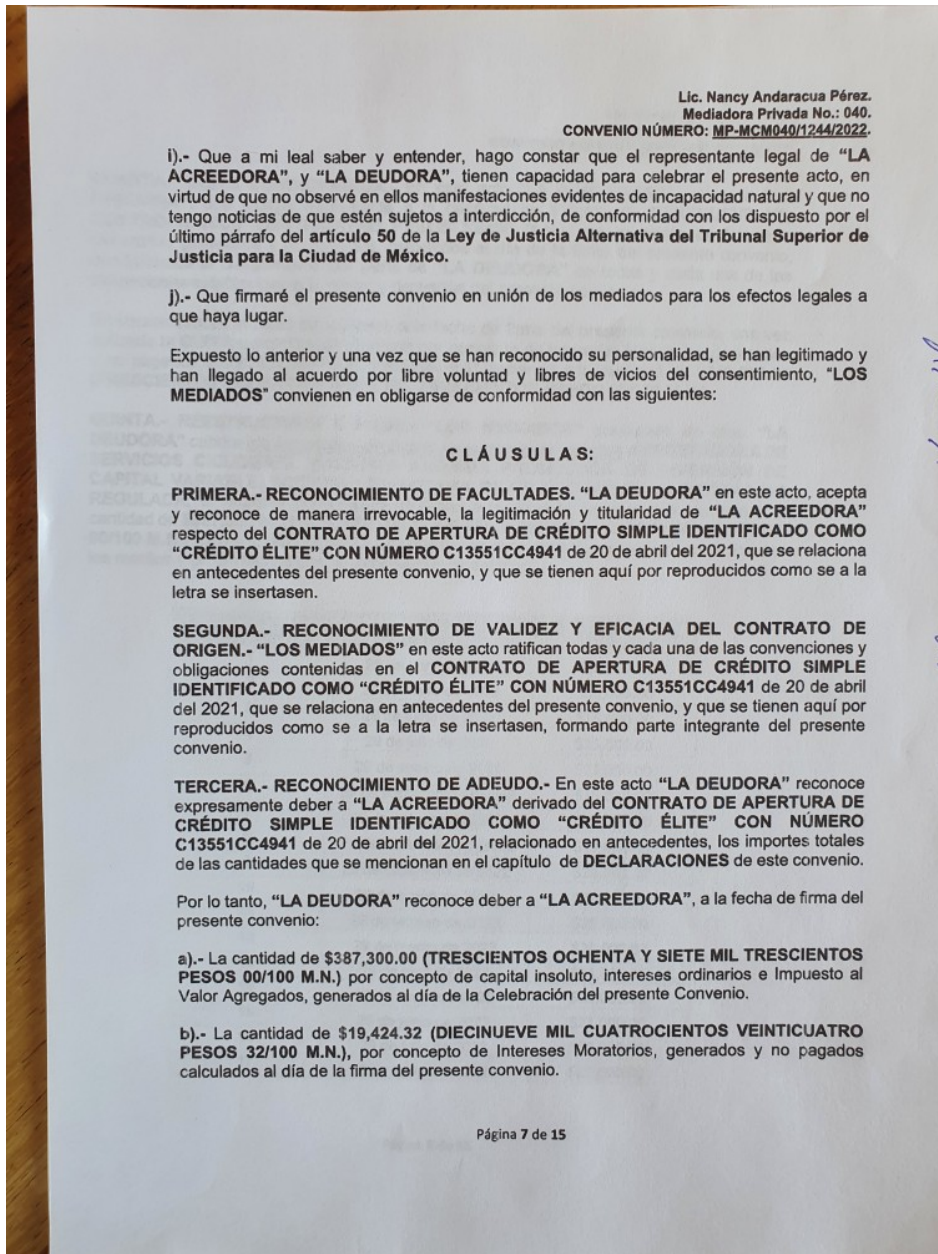 Lic. Nancy Andaracua Pérez.
Mediadora Privada No.: 040.
CONVENIO NÚMERO: MP-MCM040/1244/2022.
i).- Que a mi leal saber y entender, hago constar que el representante legal de “LA
ACREEDORA”, y “LA DEUDORA”, tienen capacidad para celebrar el presente acto, en
virtud de que no observé en ellos manifestaciones evidentes de incapacidad natural y que no
tengo noticias de que estén sujetos a interdicción, de conformidad con los dispuesto por el
último párrafo del artículo 50 de la Ley de Justicia Alternativa del Tribunal Superior de
Justicia para la Ciudad de México.
j).- Que firmaré el presente convenio en unión de los mediados para los efectos legales a
que haya lugar.
Expuesto lo anterior y una vez que se han reconocido su personalidad, se han legitimado y
han llegado al acuerdo por libre voluntad y libres de vicios del consentimiento, “LOS
MEDIADOS” convienen en obligarse de conformidad con las siguientes:
CLÁUSULAS:
PRIMERA.- RECONOCIMIENTO DE FACULTADES. “LA DEUDORA” en este acto, acepta
y reconoce de manera irrevocable, la legitimación y titularidad de “LA ACREEDORA”
respecto del CONTRATO DE APERTURA DE CRÉDITO SIMPLE IDENTIFICADO COMO
“CRÉDITO ÉLITE” CON NÚMERO C13551CC4941 de 20 de abril del 2021, que se relaciona
en antecedentes del presente convenio, y que se tienen aquí por reproducidos como se a la
letra se insertasen.
SEGUNDA.- RECONOCIMIENTO DE VALIDEZ Y EFICACIA DEL CONTRATO DE
ORIGEN.- “LOS MEDIADOS” en este acto ratifican todas y cada una de las convenciones y
obligaciones contenidas en el CONTRATO DE APERTURA DE CRÉDITO SIMPLE
IDENTIFICADO COMO “CRÉDITO ÉLITE” CON NÚMERO C13551CC4941 de 20 de abril
del 2021, que se relaciona en antecedentes del presente convenio, y que se tienen aquí por
reproducidos como se a la letra se insertasen, formando parte integrante del presente
convenio.
TERCERA.- RECONOCIMIENTO DE ADEUDO.- En este acto “LA DEUDORA” reconoce
expresamente deber a “LA ACREEDORA” derivado del CONTRATO DE APERTURA DE
CRÉDITO SIMPLE IDENTIFICADO COMO “CRÉDITO ÉLITE” CON NÚMERO
C13551CC4941 de 20 de abril del 2021, relacionado en antecedentes, los importes totales
de las cantidades que se mencionan en el capítulo de DECLARACIONES de este convenio.
Por lo tanto, “LA DEUDORA” reconoce deber a “LA ACREEDORA”, a la fecha de firma del
presente convenio:
a).- La cantidad de $387,300.00 (TRESCIENTOS OCHENTA Y SIETE MIL TRESCIENTOS
PESOS 00/100 M.N.) por concepto de capital insoluto, intereses ordinarios e Impuesto al
Valor Agregados, generados al día de la Celebración del presente Convenio.
b).- La cantidad de $19,424.32 (DIECINUEVE MIL CUATROCIENTOS VEINTICUATRO
PESOS 32/100 M.N.), por concepto de Intereses Moratorios, generados y no pagados
calculados al día de la firma del presente convenio.
Página 7 de 15